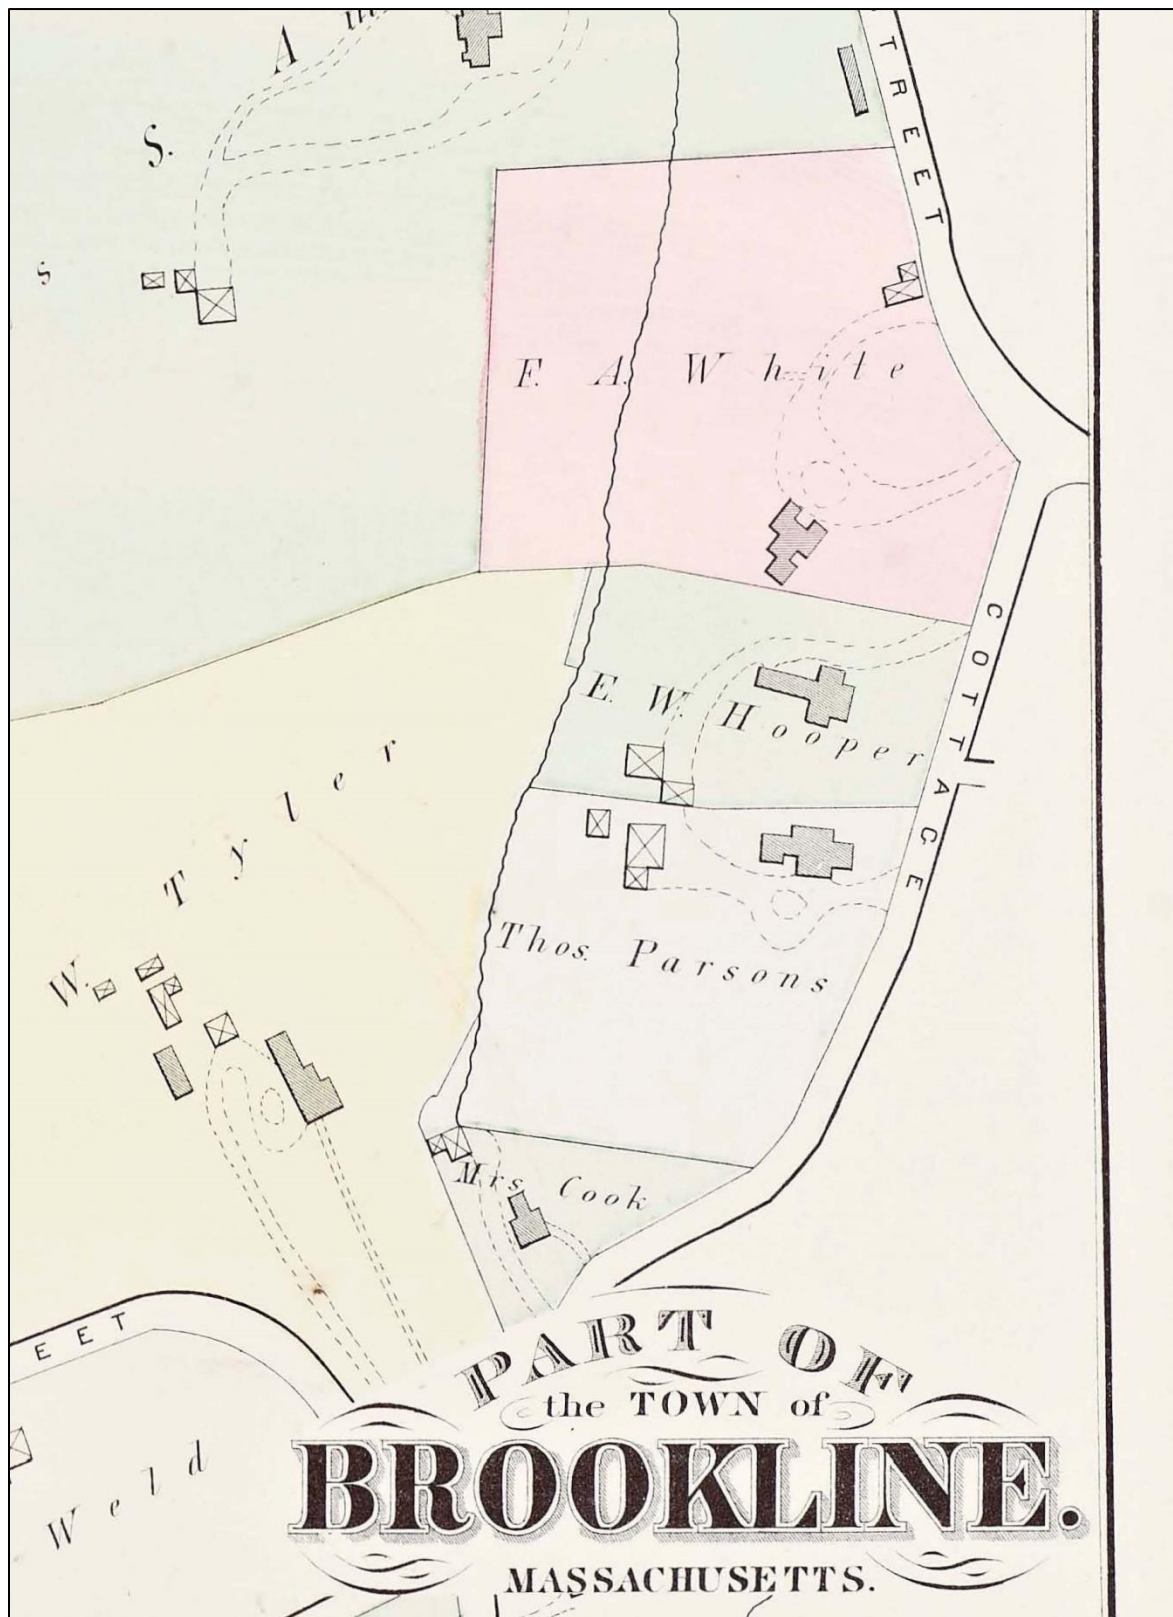 S. A m
s
TREET
F. A. White
COTTAGE
E. W. Hooper
W. Tyler
Thos. Parsons
Mrs. Cook
EET
Weld
PART OF
the TOWN of
BROOKLINE.
MASSACHUSETTS.